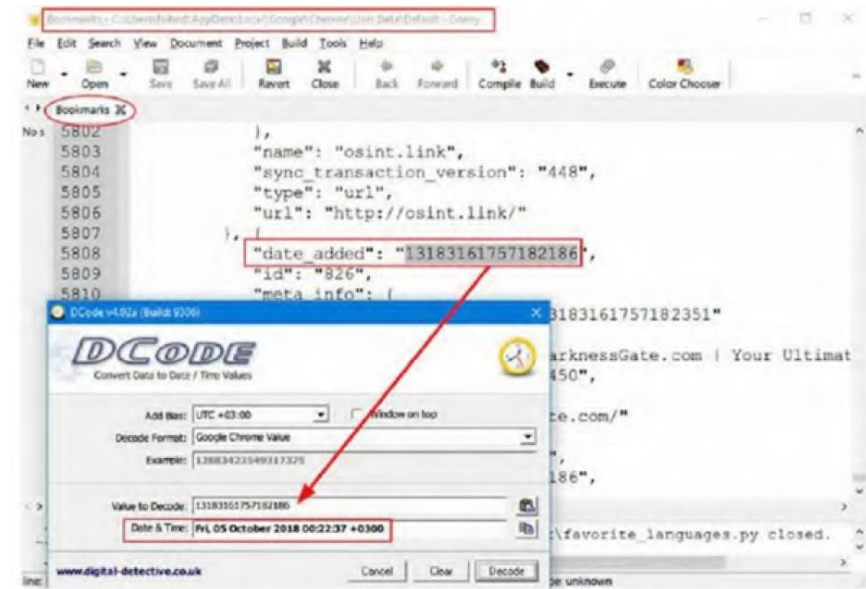 Bookmarks - C:\Users\nihad\AppData\Local\Google\Chrome\User Data\Default - Geany
File Edit Search View Document Project Build Tools Help
New Open Save Save All Revert Close Back Forward Compile Build Execute Color Chooser
Bookmarks
5802 },
5803 "name": "osint.link",
5804 "sync_transaction_version": "448",
5805 "type": "url",
5806 "url": "http://osint.link/"
5807 }, {
5808 "date_added": "13183161757182186",
5809 "id": "826",
5810 "meta_info": {
3183161757182351"
arknessGate.com | Your Ultimat
450",
te.com/"
",
186",
DCode v4.02a (Build: 9306)
DCODE
Convert Data to Date / Time Values
Add Bias: UTC +03:00 Window on top
Decode Format: Google Chrome Value
Example: 12883423549317375
Value to Decode: 13183161757182186
Date & Time: Fri, 05 October 2018 00:22:37 +0300
www.digital-detective.co.uk Cancel Clear Decode
:\favorite_languages.py closed.
line: pe: unknown